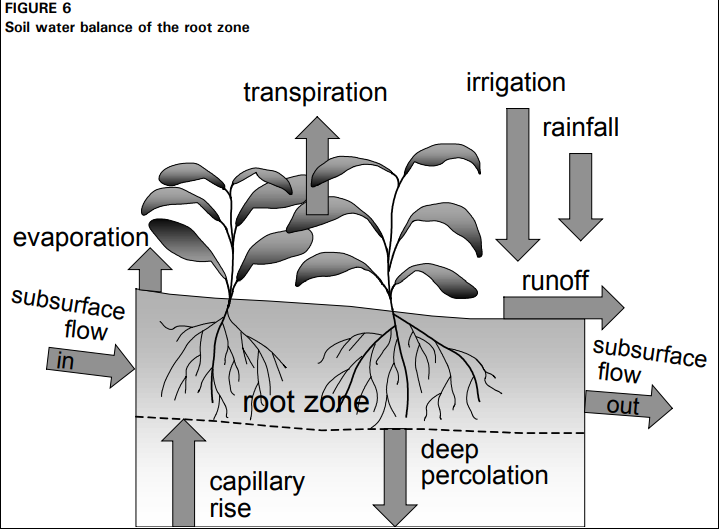 FIGURE 6
Soil water balance of the root zone
transpiration
irrigation
rainfall
evaporation
runoff
subsurface
flow
in
subsurface
flow
out
root zone
capillary
rise
deep
percolation